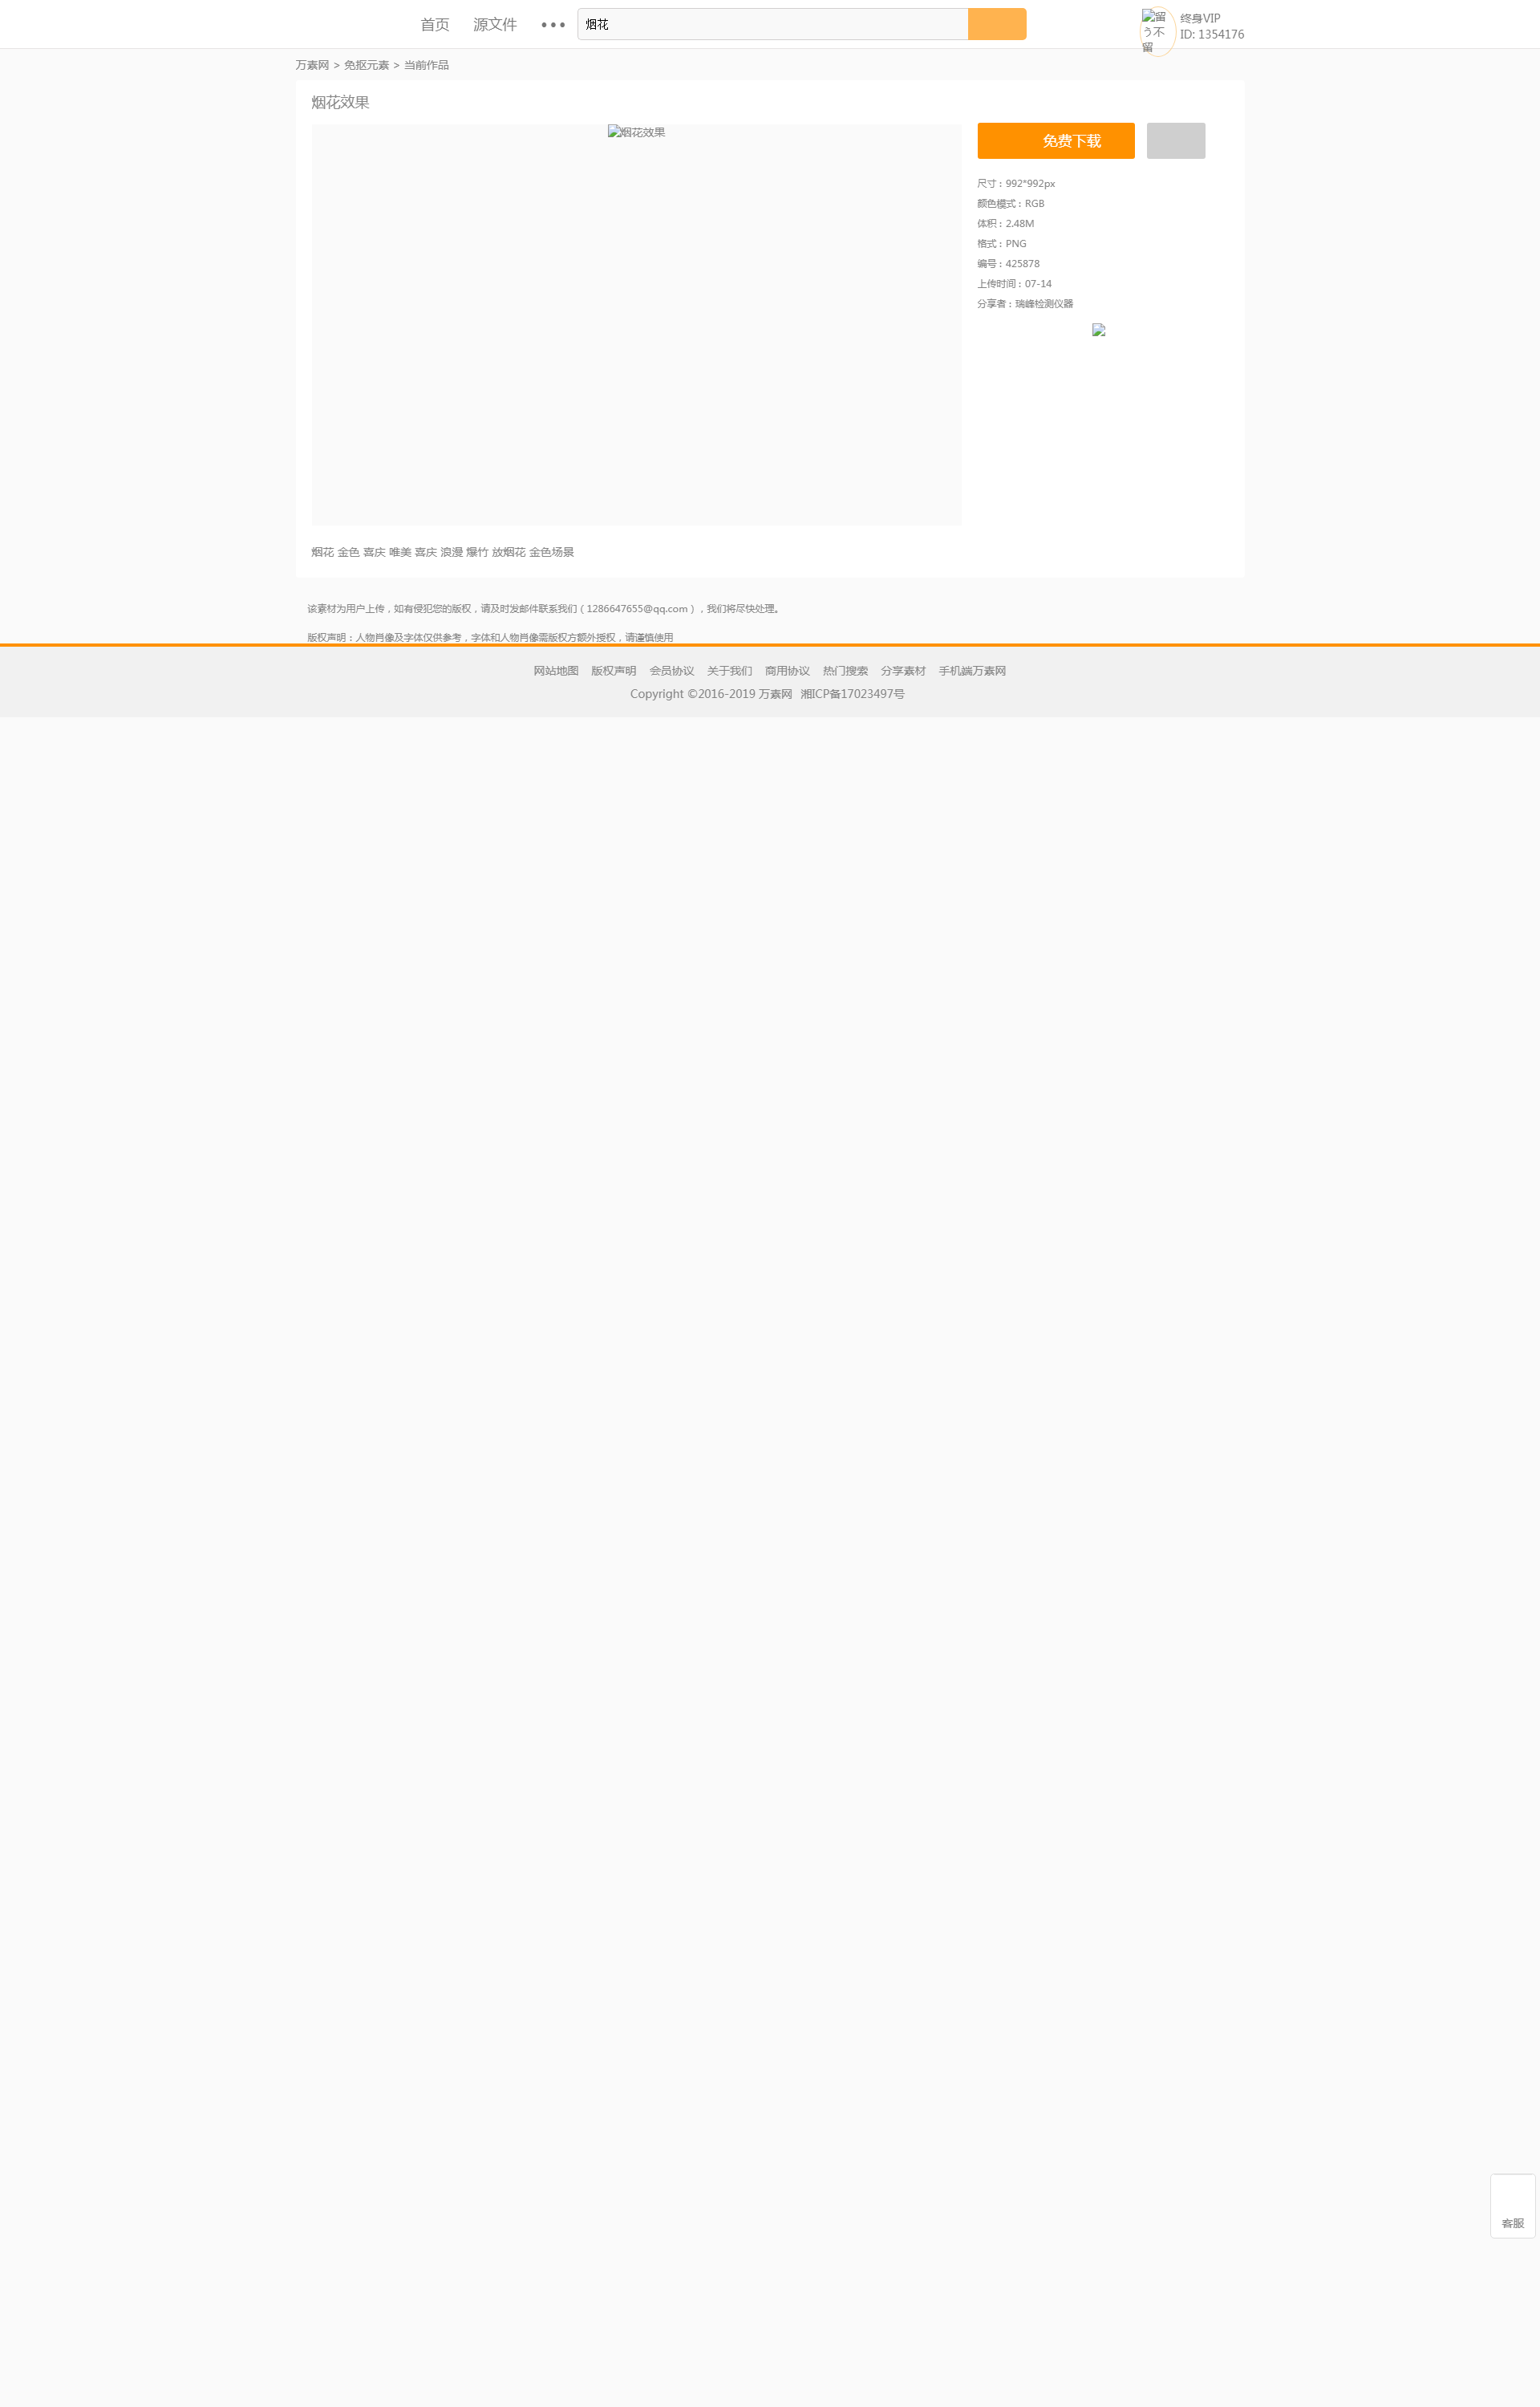 首页 源文件 •••
烟花
留う不留
终身VIP
ID: 1354176
万素网 > 免抠元素 > 当前作品
烟花效果
烟花效果
免费下载
尺寸：992*992px
颜色模式：RGB
体积：2.48M
格式：PNG
编号：425878
上传时间：07-14
分享者：瑞峰检测仪器
烟花 金色 喜庆 唯美 喜庆 浪漫 爆竹 放烟花 金色场景
该素材为用户上传，如有侵犯您的版权，请及时发邮件联系我们（1286647655@qq.com），我们将尽快处理。
版权声明：人物肖像及字体仅供参考，字体和人物肖像需版权方额外授权，请谨慎使用
网站地图 版权声明 会员协议 关于我们 商用协议 热门搜索 分享素材 手机端万素网
Copyright ©2016-2019 万素网 湘ICP备17023497号
客服